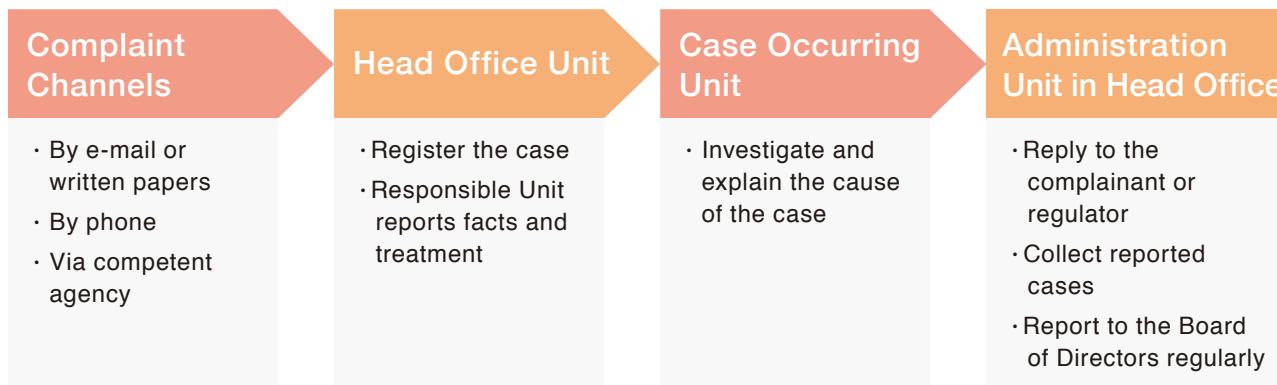 Complaint
Channels
· By e-mail or
written papers
· By phone
· Via competent
agency
Head Office Unit
· Register the case
· Responsible Unit
reports facts and
treatment
Case Occurring
Unit
· Investigate and
explain the cause
of the case
Administration
Unit in Head Office
· Reply to the
complainant or
regulator
· Collect reported
cases
· Report to the Board
of Directors regularly